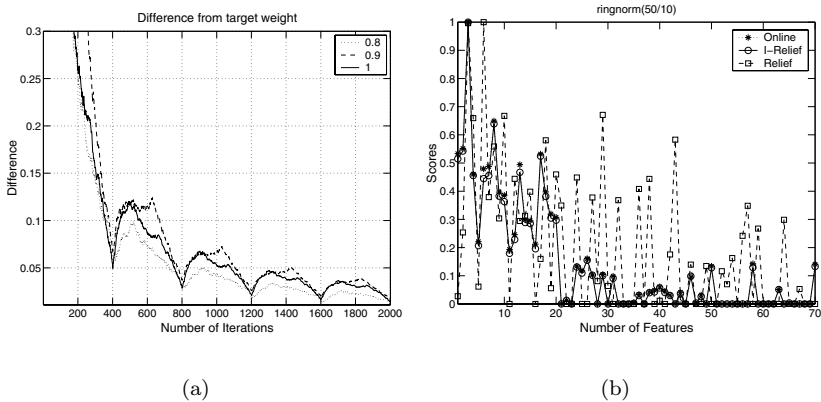 Difference from target weight
0.3
0.25
0.2
0.15
0.1
0.05
Difference
200 400 600 800 1000 1200 1400 1600 1800 2000
Number of Iterations
0.8
0.9
1
(a)
ringnorm(50/10)
1
0.9
0.8
0.7
0.6
0.5
0.4
0.3
0.2
0.1
0
Scores
0 10 20 30 40 50 60 70
Number of Features
Online
I-Relief
Relief
(b)